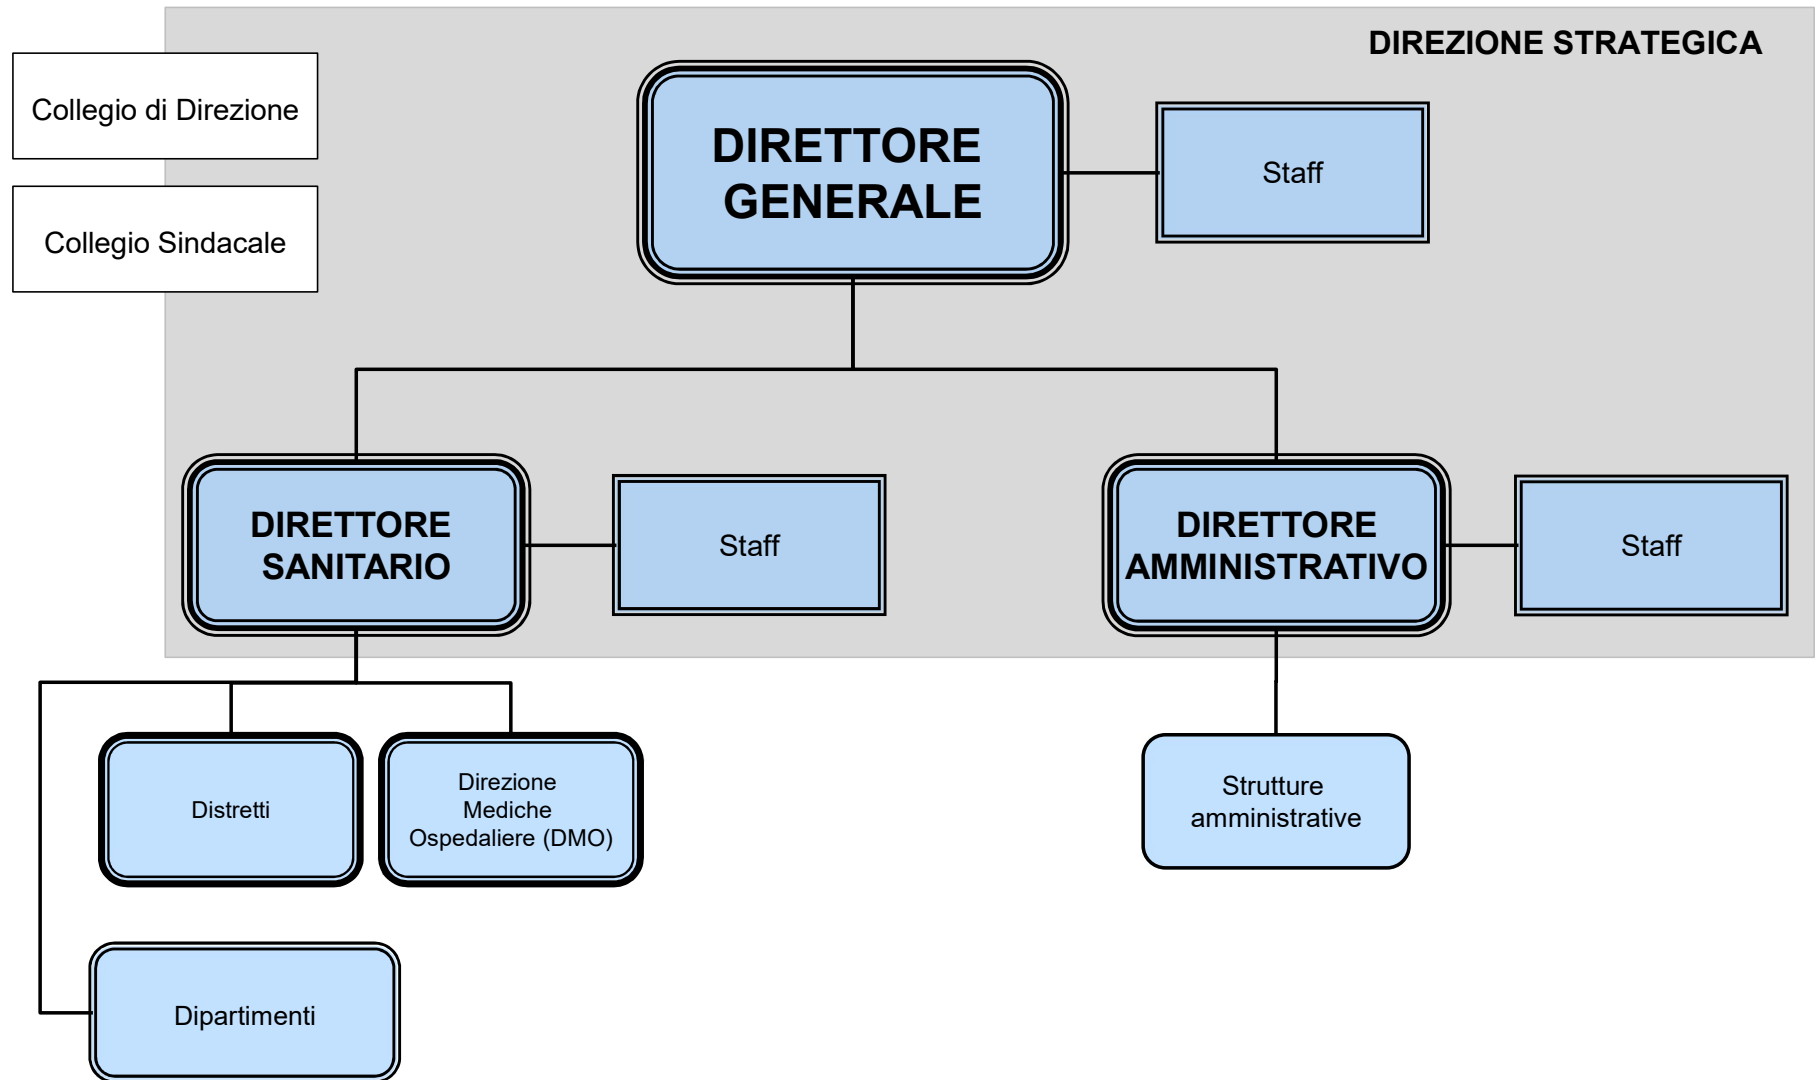 DIREZIONE STRATEGICA
Collegio di Direzione
Collegio Sindacale
DIRETTORE
GENERALE
Staff
DIRETTORE
SANITARIO
Staff
DIRETTORE
AMMINISTRATIVO
Staff
Distretti
Direzione
Mediche
Ospedaliere (DMO)
Strutture
amministrative
Dipartimenti